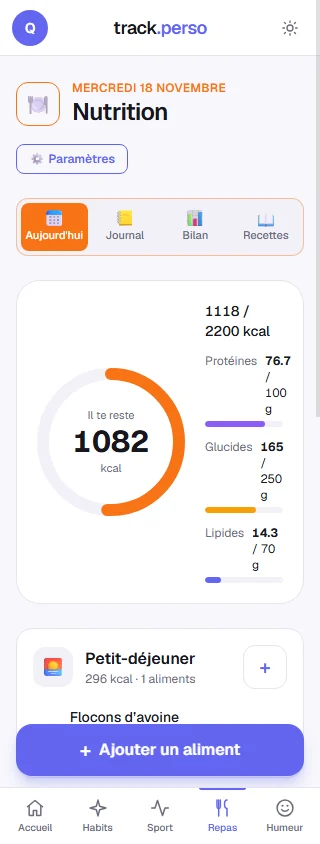 Q
track.perso
MERCREDI 18 NOVEMBRE
Nutrition
Paramètres
Aujourd'hui
Journal
Bilan
Recettes
1118 /
2200 kcal
Protéines 76.7
/
100
g
Glucides 165
/
250
g
Lipides 14.3
/ 70
g
Il te reste
1082
kcal
Petit-déjeuner
296 kcal · 1 aliments
+
Flocons d'avoine
+ Ajouter un aliment
Accueil
Habits
Sport
Repas
Humeur